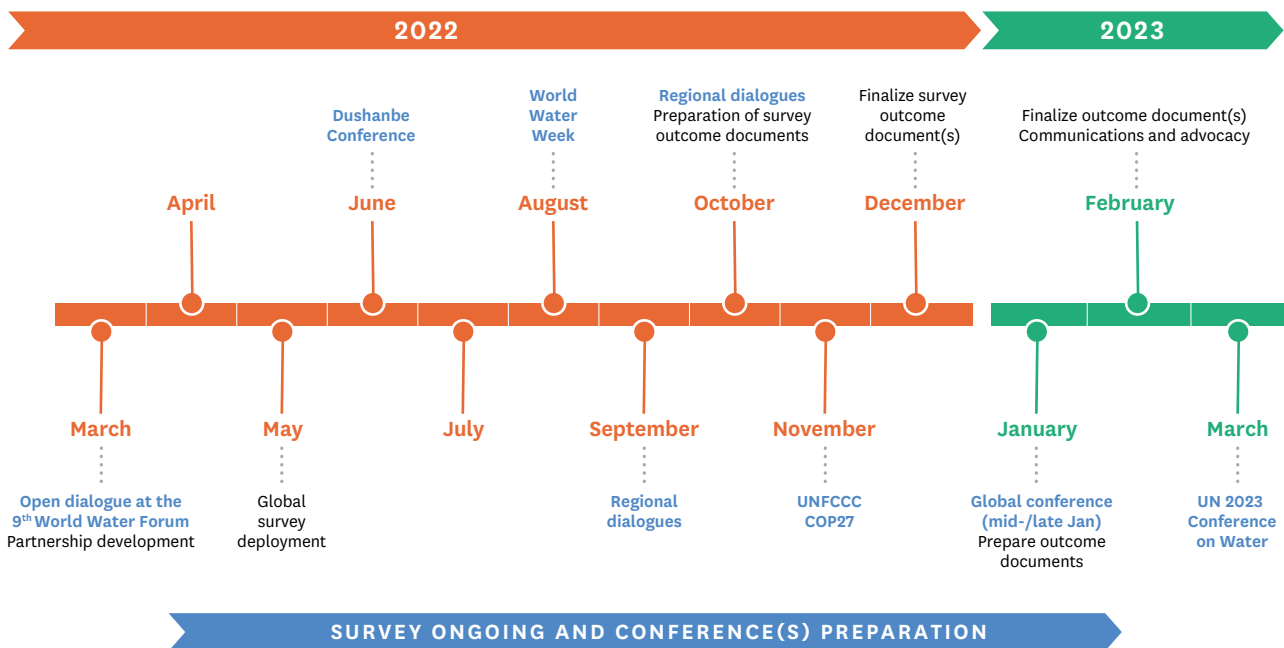 2022
2023
Dushanbe
Conference
World
Water
Week
Regional dialogues
Preparation of survey
outcome documents
Finalize survey
outcome
document(s)
Finalize outcome document(s)
Communications and advocacy
April
June
August
October
December
February
March
May
July
September
November
January
March
Open dialogue at the
9th World Water Forum
Partnership development
Global
survey
deployment
Regional
dialogues
UNFCCC
COP27
Global conference
(mid-/late Jan)
Prepare outcome
documents
UN 2023
Conference
on Water
SURVEY ONGOING AND CONFERENCE(S) PREPARATION